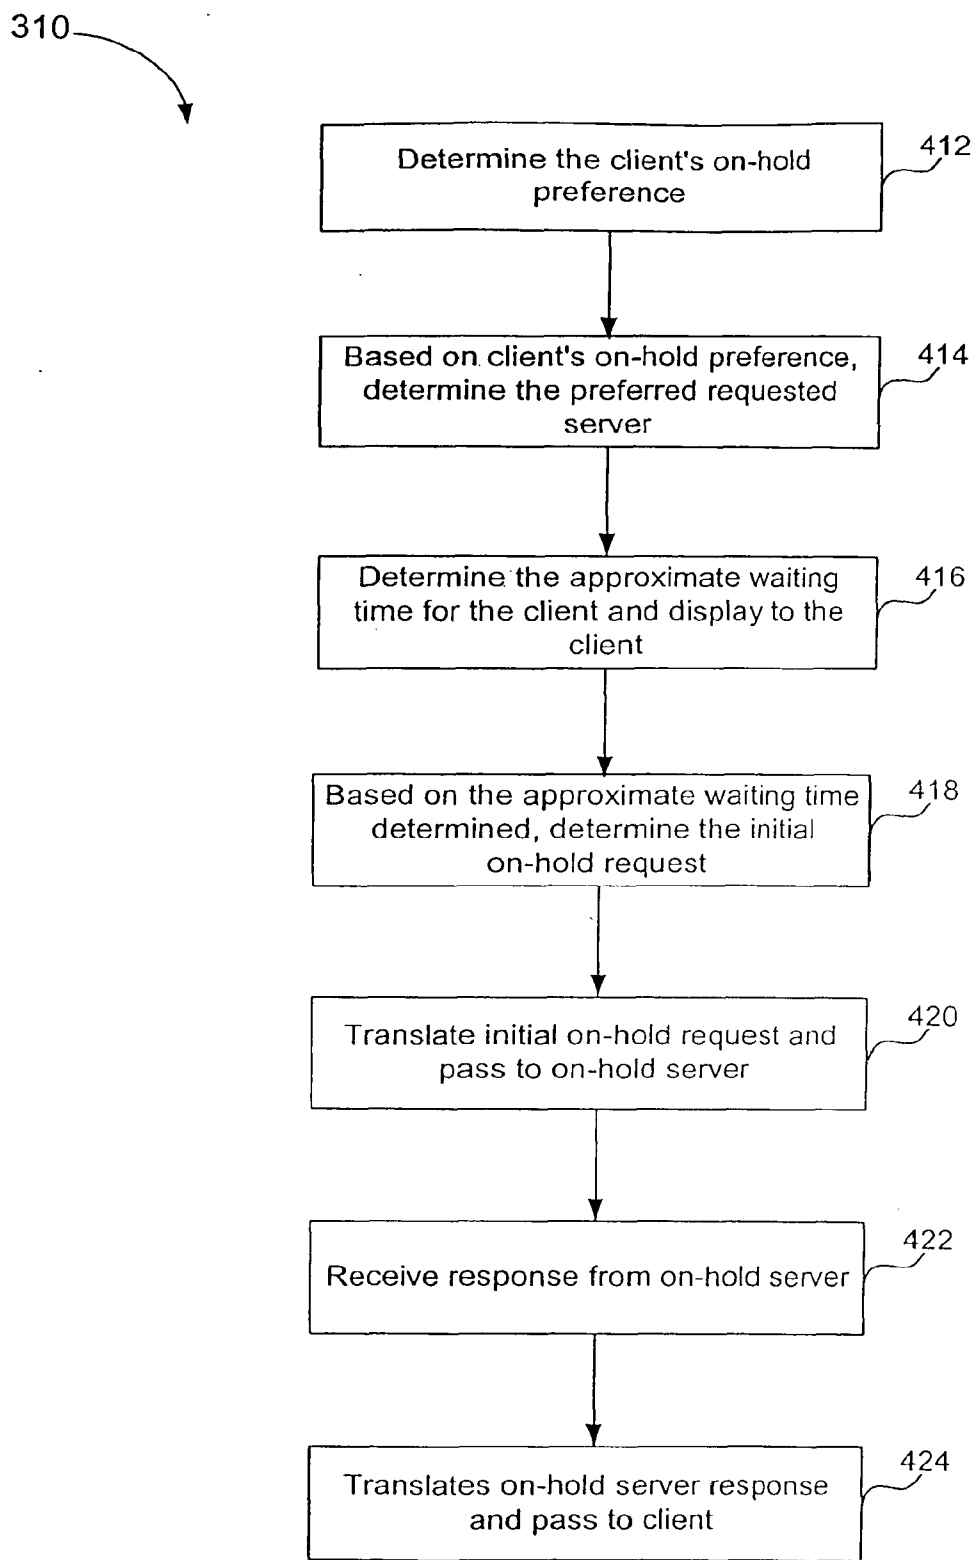 310
412
Determine the client's on-hold
preference
414
Based on client's on-hold preference,
determine the preferred requested
server
416
Determine the approximate waiting
time for the client and display to the
client
418
Based on the approximate waiting time
determined, determine the initial
on-hold request
420
Translate initial on-hold request and
pass to on-hold server
422
Receive response from on-hold server
424
Translates on-hold server response
and pass to client